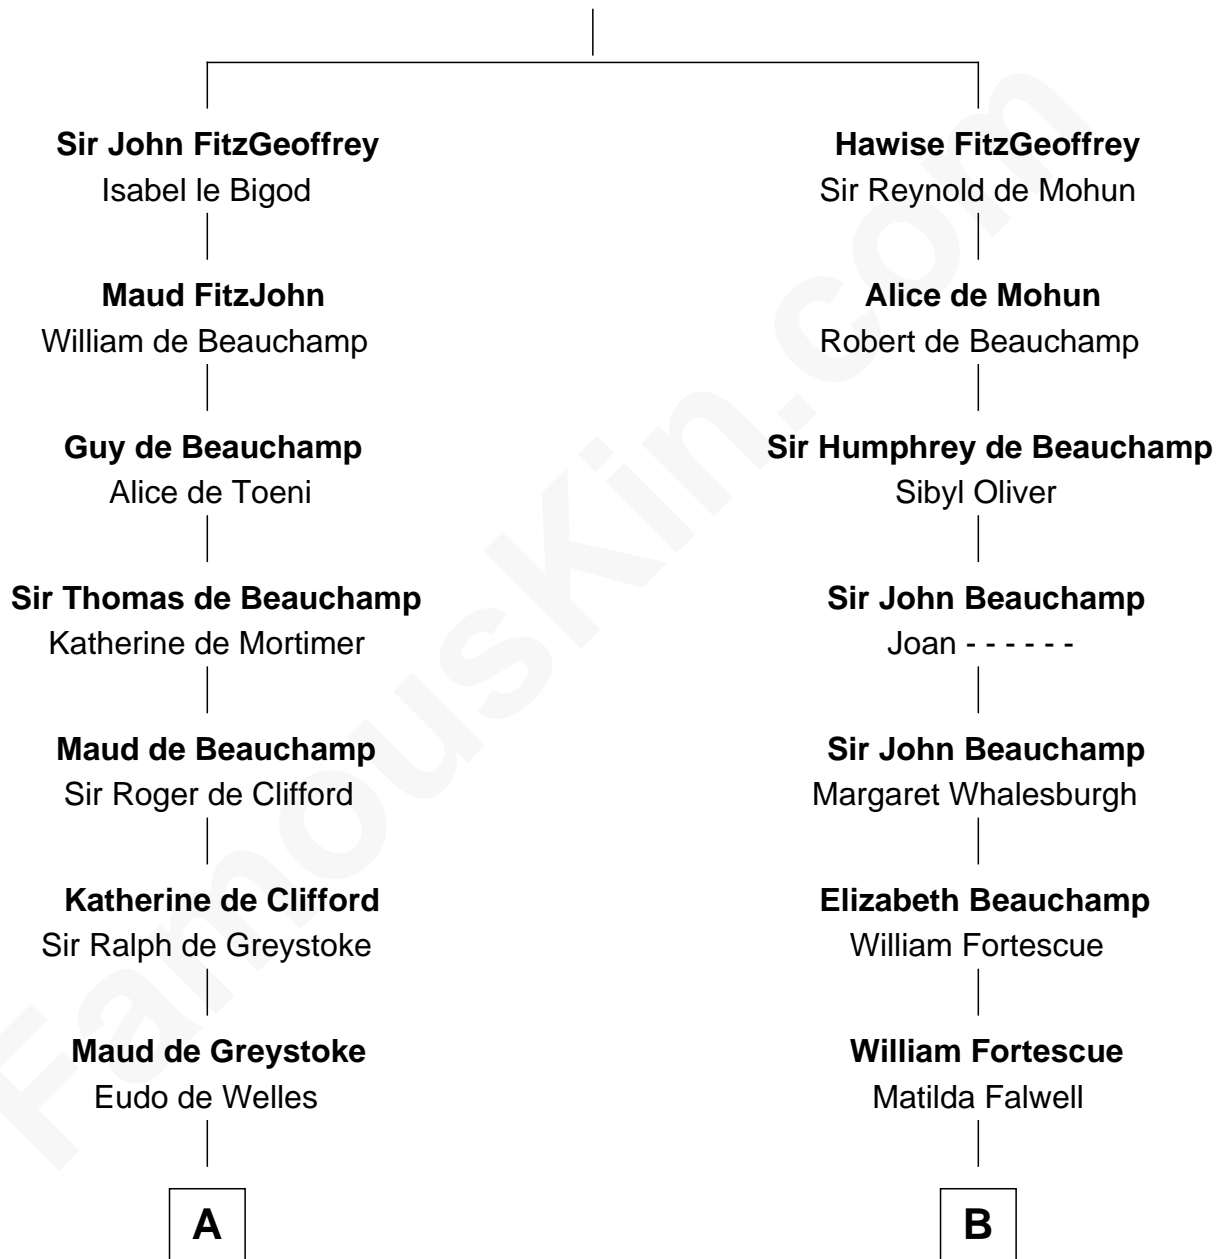 Sir John FitzGeoffrey
Isabel le Bigod
Maud FitzJohn
William de Beauchamp
Guy de Beauchamp
Alice de Toeni
Sir Thomas de Beauchamp
Katherine de Mortimer
Maud de Beauchamp
Sir Roger de Clifford
Katherine de Clifford
Sir Ralph de Greystoke
Maud de Greystoke
Eudo de Welles
A
Hawise FitzGeoffrey
Sir Reynold de Mohun
Alice de Mohun
Robert de Beauchamp
Sir Humphrey de Beauchamp
Sibyl Oliver
Sir John Beauchamp
Joan - - - - - -
Sir John Beauchamp
Margaret Whalesburgh
Elizabeth Beauchamp
William Fortescue
William Fortescue
Matilda Falwell
B
FamousKin.com